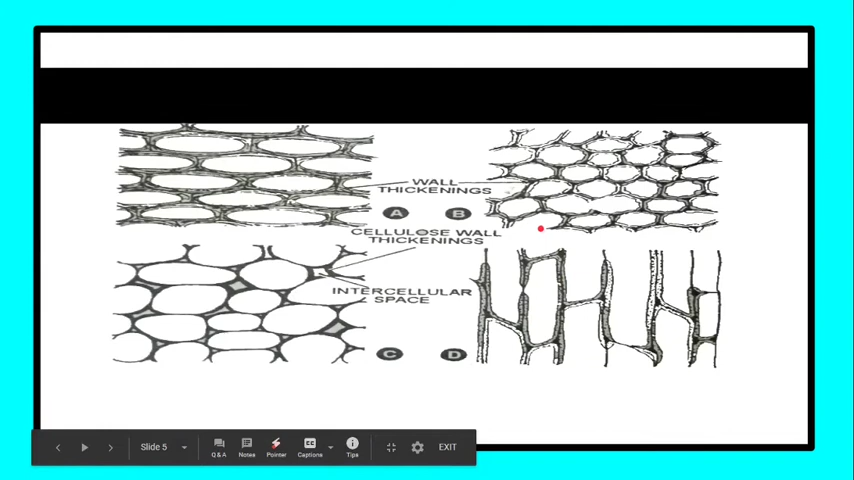 WALL
THICKENINGS
A B
CELLULOSE WALL
THICKENINGS
INTERCELLULAR
SPACE
C D
Slide 5
Q & A Notes Pointer Captions Tips
EXIT